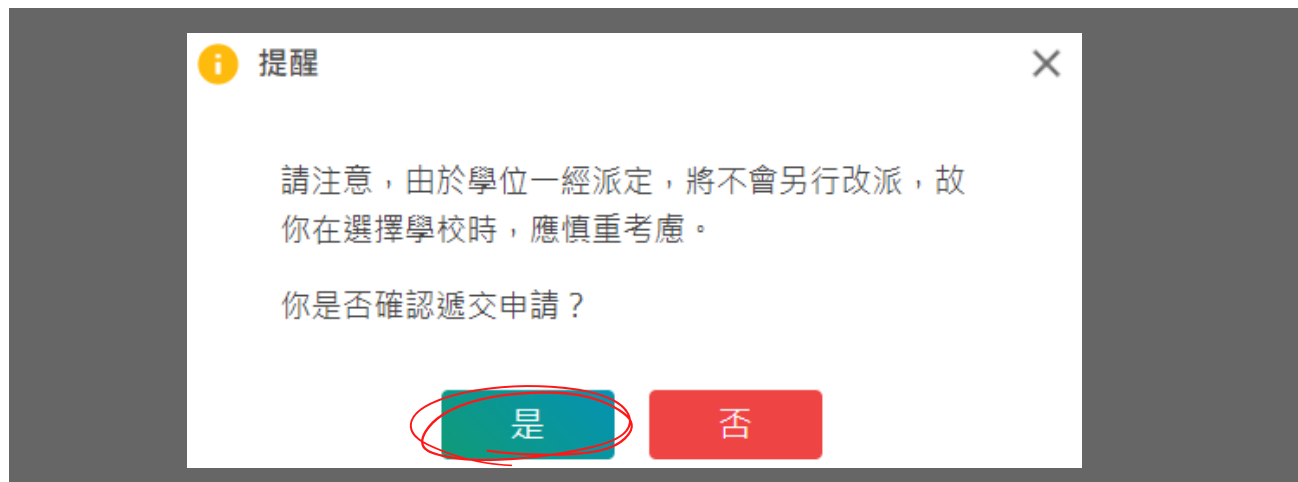 提醒
請注意，由於學位一經派定，將不會另行改派，故
你在選擇學校時，應慎重考慮。
你是否確認遞交申請？
是 否